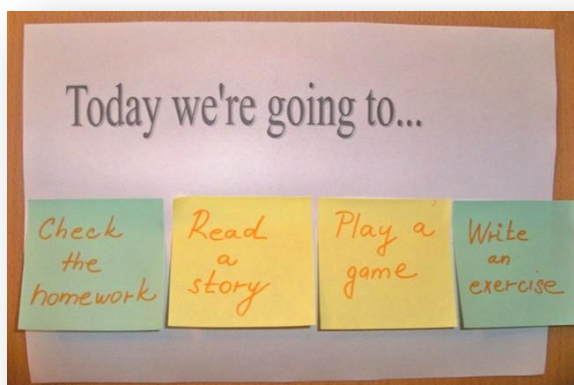 Today we're going to...
Check
the
homework
Read
a
story
Play a
game
Write
an
exercise